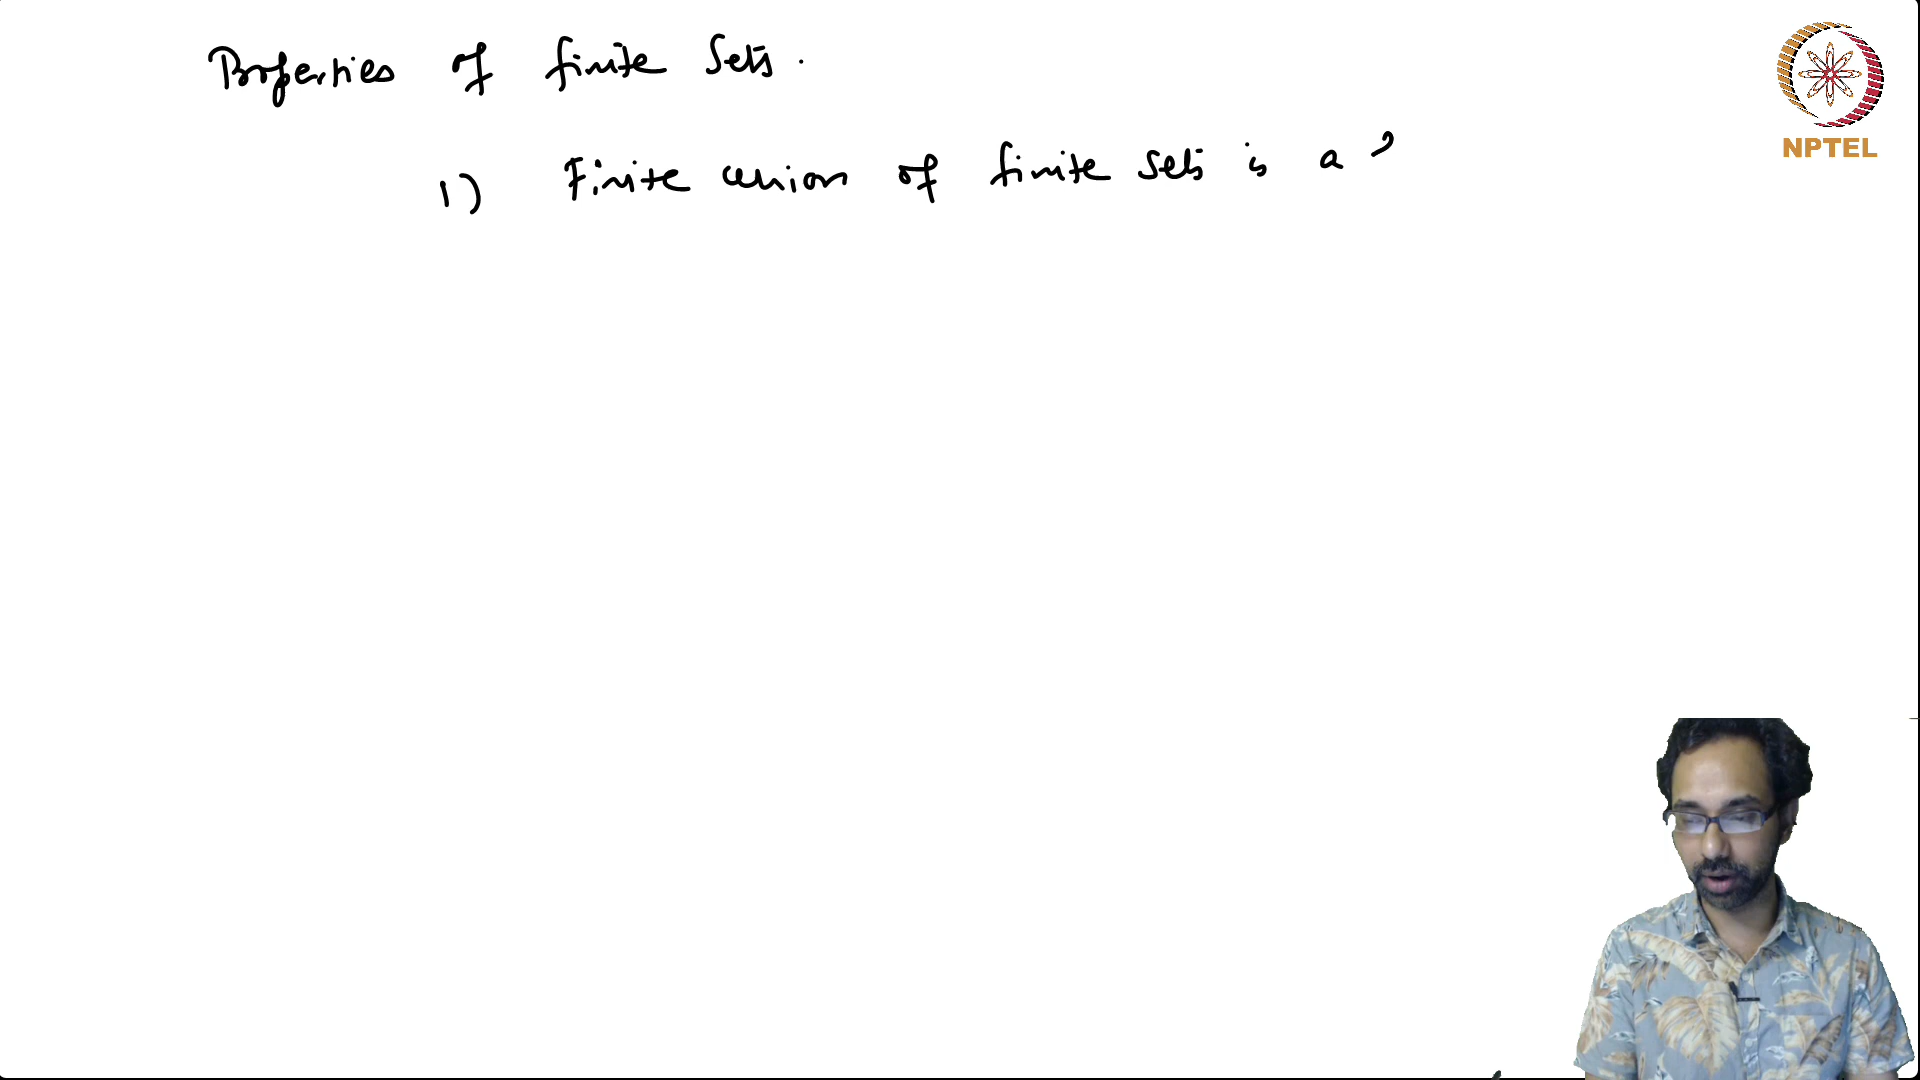 Properties of finite Sets.
NPTEL
1) Finite union of finite sets is a